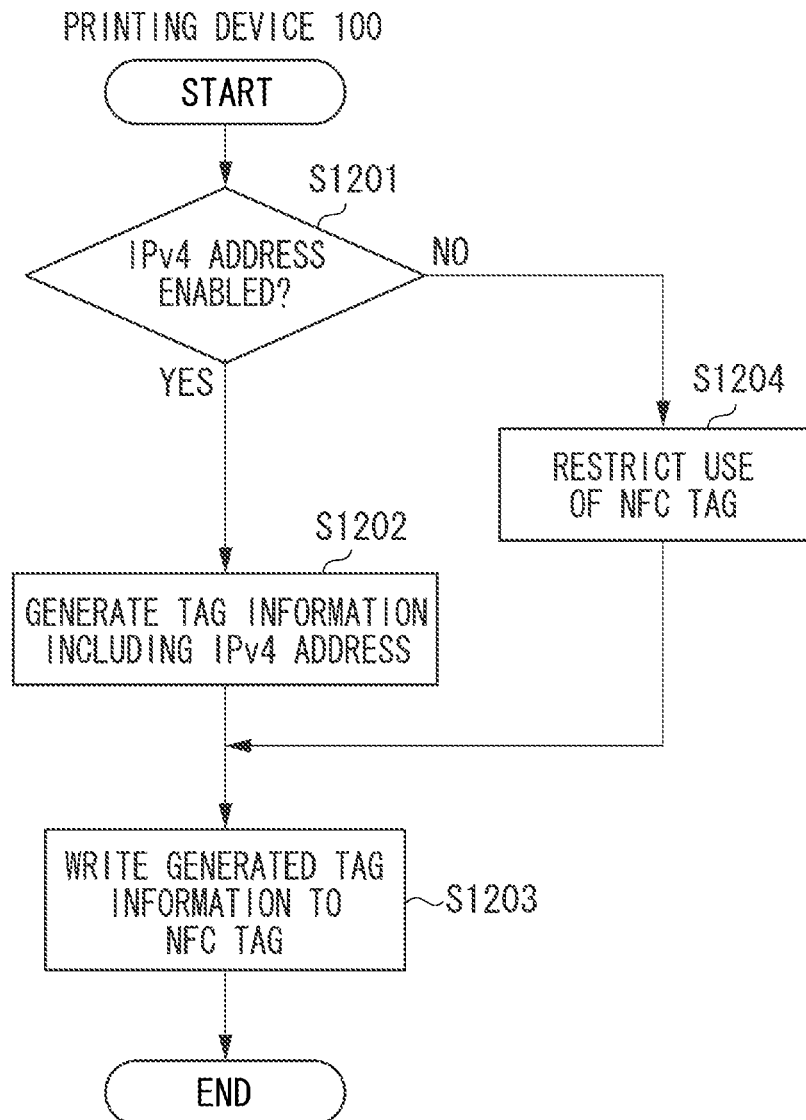 PRINTING DEVICE 100
START
S1201
IPv4 ADDRESS
ENABLED?
NO
YES
S1204
RESTRICT USE
OF NFC TAG
S1202
GENERATE TAG INFORMATION
INCLUDING IPv4 ADDRESS
WRITE GENERATED TAG
INFORMATION TO
NFC TAG
S1203
END